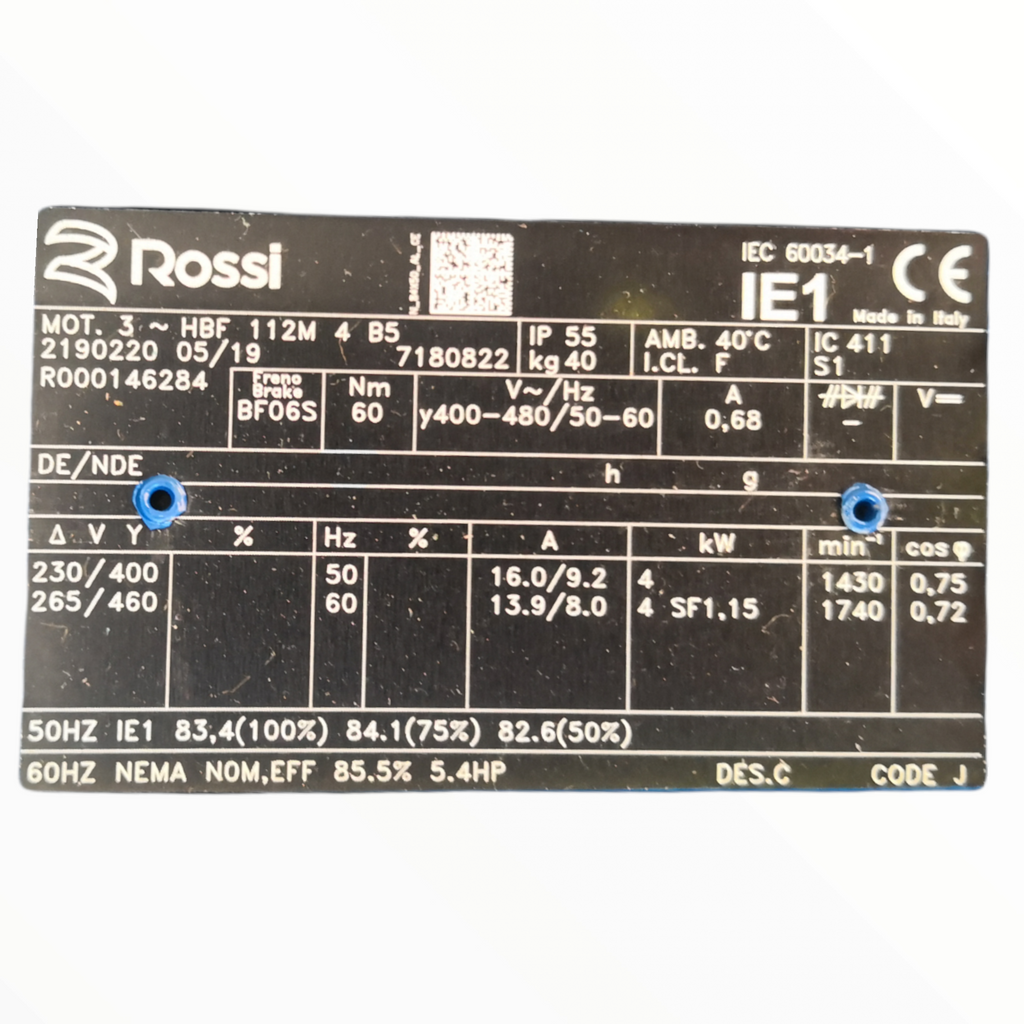 Rossi
IEC 60034-1
IE1
CE
Made in Italy
MOT. 3 ~ HBF 112M 4 B5
2190220 05/19 7180822
IP 55
kg 40
AMB. 40°C
I.CL. F
IC 411
S1
R000146284
Freno
Brake
BF06S
Nm
60
V~/Hz
y400-480/50-60
A
0,68
–
V⎓
DE/NDE h g
Δ V Y % Hz % A kW min⁻¹ cos φ
230/400 50 16.0/9.2 4 1430 0,75
265/460 60 13.9/8.0 4 SF1,15 1740 0,72
50HZ IE1 83,4(100%) 84.1(75%) 82.6(50%)
60HZ NEMA NOM,EFF 85.5% 5.4HP DES.C CODE J